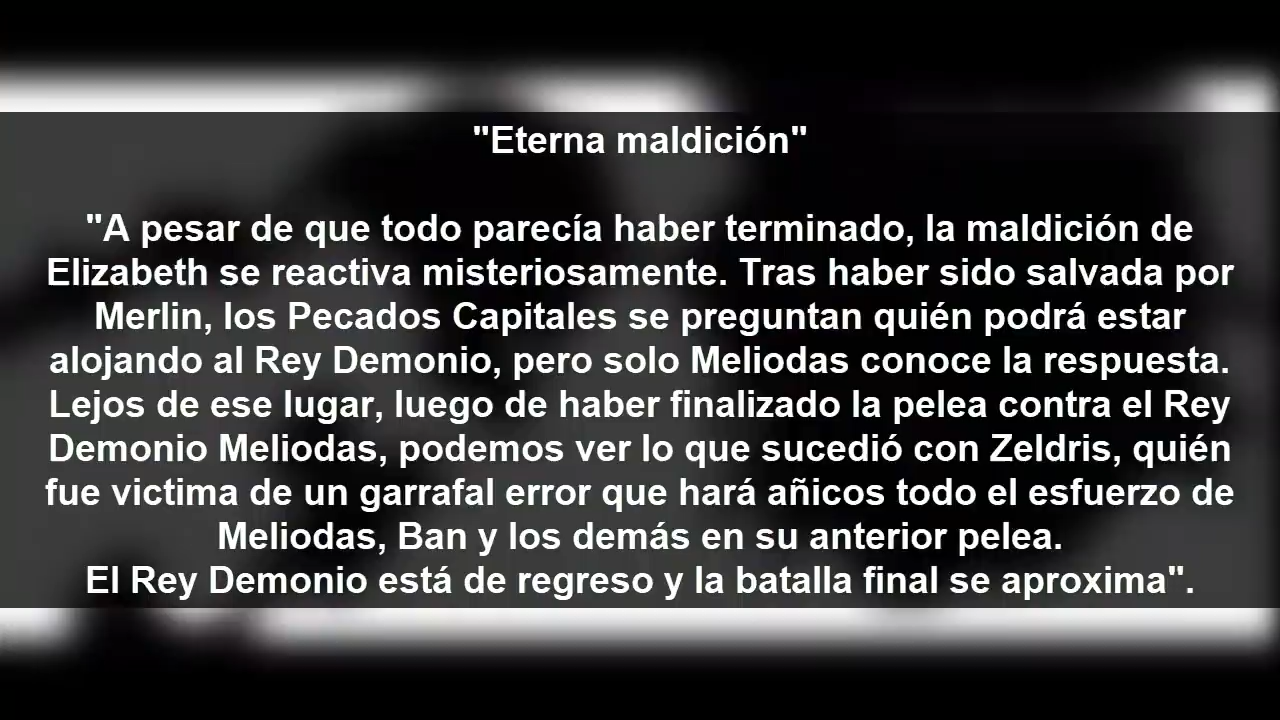 "Eterna maldición"
"A pesar de que todo parecía haber terminado, la maldición de
Elizabeth se reactiva misteriosamente. Tras haber sido salvada por
Merlin, los Pecados Capitales se preguntan quién podrá estar
alojando al Rey Demonio, pero solo Meliodas conoce la respuesta.
Lejos de ese lugar, luego de haber finalizado la pelea contra el Rey
Demonio Meliodas, podemos ver lo que sucedió con Zeldris, quién
fue victima de un garrafal error que hará añicos todo el esfuerzo de
Meliodas, Ban y los demás en su anterior pelea.
El Rey Demonio está de regreso y la batalla final se aproxima".